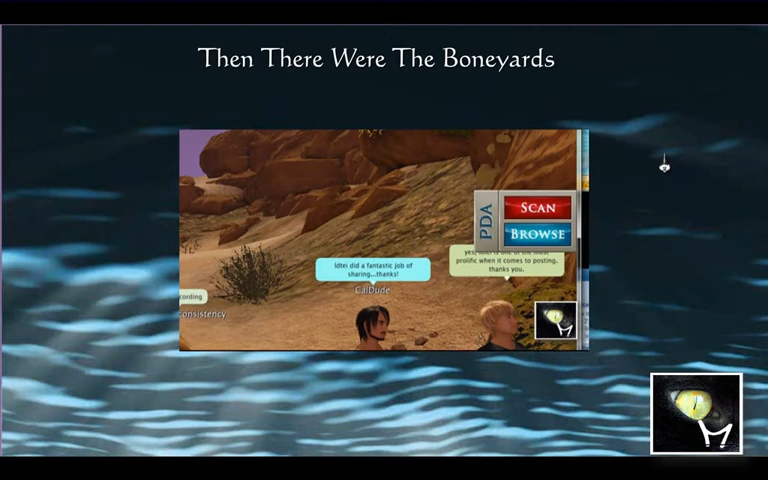 Then There Were The Boneyards
PDA
SCAN
BROWSE
Idtei did a fantastic job of
sharing...thanks!
CalDude
prolific when it comes to posting.
thanks you.
cording
onsistency
M